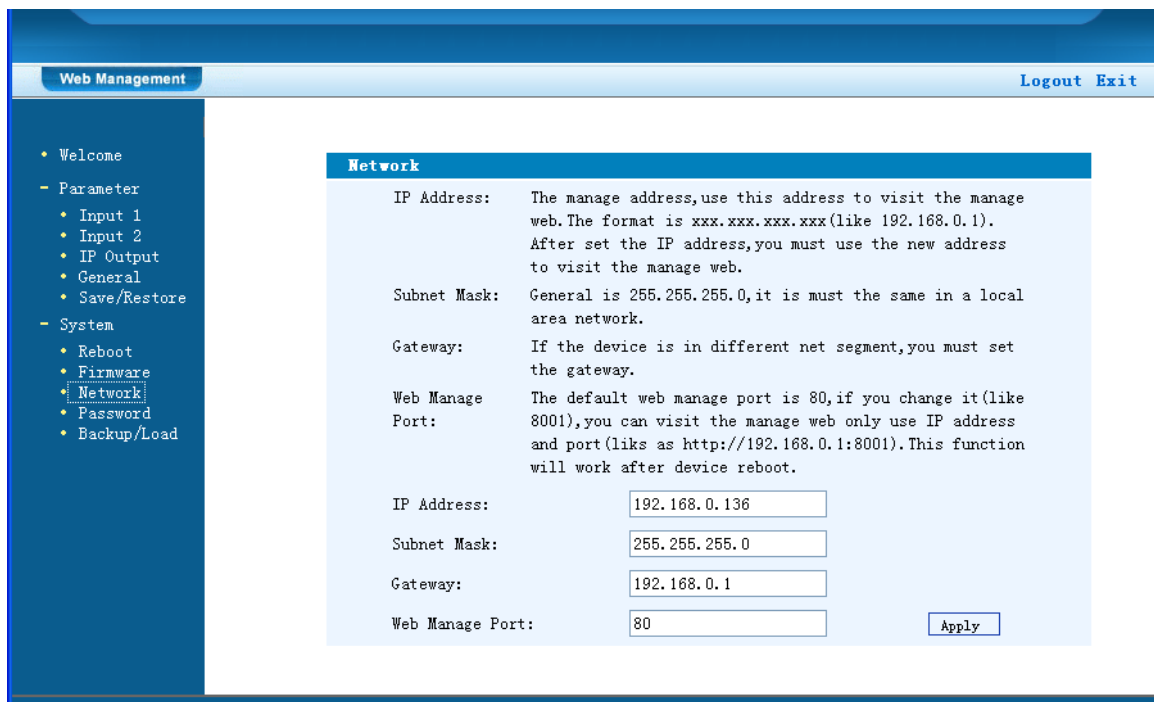 Web Management
Logout Exit
Welcome
Parameter
Input 1
Input 2
IP Output
General
Save/Restore
System
Reboot
Firmware
Network
Password
Backup/Load
Network
IP Address: The manage address,use this address to visit the manage
web.The format is xxx.xxx.xxx.xxx(like 192.168.0.1).
After set the IP address,you must use the new address
to visit the manage web.
Subnet Mask: General is 255.255.255.0,it is must the same in a local
area network.
Gateway: If the device is in different net segment,you must set
the gateway.
Web Manage The default web manage port is 80,if you change it(like
Port: 8001),you can visit the manage web only use IP address
and port(liks as http://192.168.0.1:8001).This function
will work after device reboot.
IP Address: 192.168.0.136
Subnet Mask: 255.255.255.0
Gateway: 192.168.0.1
Web Manage Port: 80 Apply